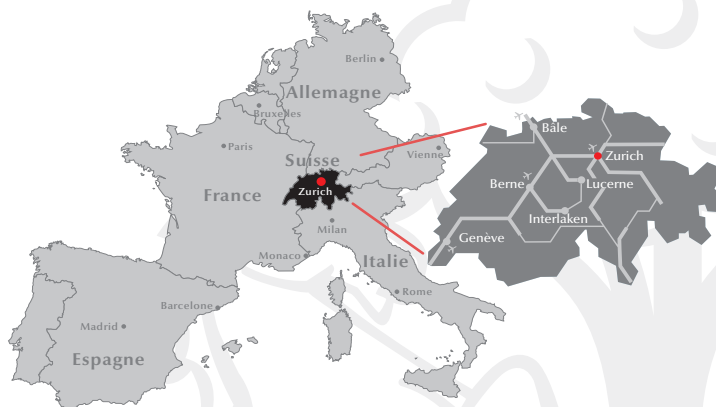 Berlin
Allemagne
Bruxelles
Paris
Vienne
Suisse
Zurich
France
Milan
Monaco
Italie
Rome
Barcelone
Madrid
Espagne
Bâle
Zurich
Berne
Lucerne
Interlaken
Genève